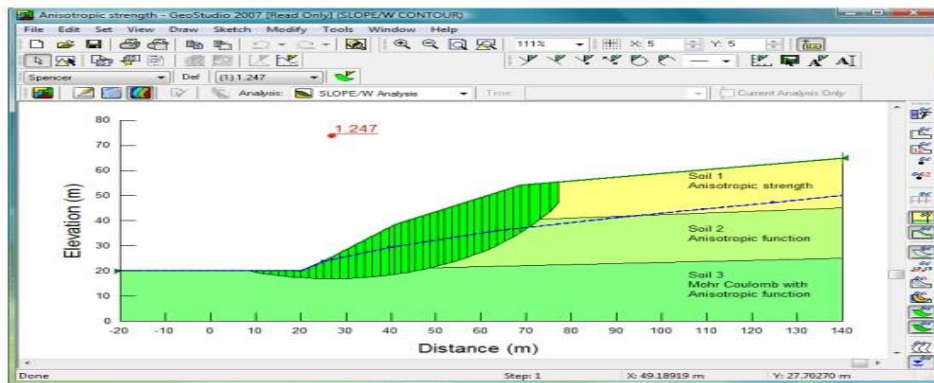 Anisotropic strength - GeoStudio 2007 [Read Only] (SLOPE/W CONTOUR)
File Edit Set View Draw Sketch Modify Tools Window Help
111% X: 5 Y: 5
Spencer Def (1) 1.247
Analysis: SLOPE/W Analysis Time: Current Analysis Only
1.247
Elevation (m)
80
70
60
50
40
30
20
10
0
Soil 1
Anisotropic strength
Soil 2
Anisotropic function
Soil 3
Mohr Coulomb with
Anisotropic function
-20 -10 0 10 20 30 40 50 60 70 80 90 100 110 120 130 140
Distance (m)
Done Step: 1 X: 49.18919 m Y: 27.70270 m